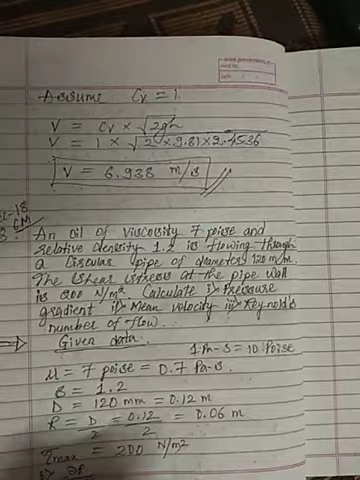 Assume Cv = 1.
V = Cv × √2gh
V = 1 × √2×9.81×2.4536
V = 6.938 m/s
An oil of viscosity 7 poise and
relative density 1.2 is flowing through
a circular pipe of diameter 120 m/m.
The shear stress at the pipe wall
is 200 N/m². Calculate i> Pressure
gradient ii> Mean velocity iii> Reynold's
number of flow.
⇒ Given data.
1 Pa-S = 10 Poise
μ = 7 poise = 0.7 Pa-S.
S = 1.2
D = 120 mm = 0.12 m
R = D/2 = 0.12/2 = 0.06 m
τmax = 200 N/m²